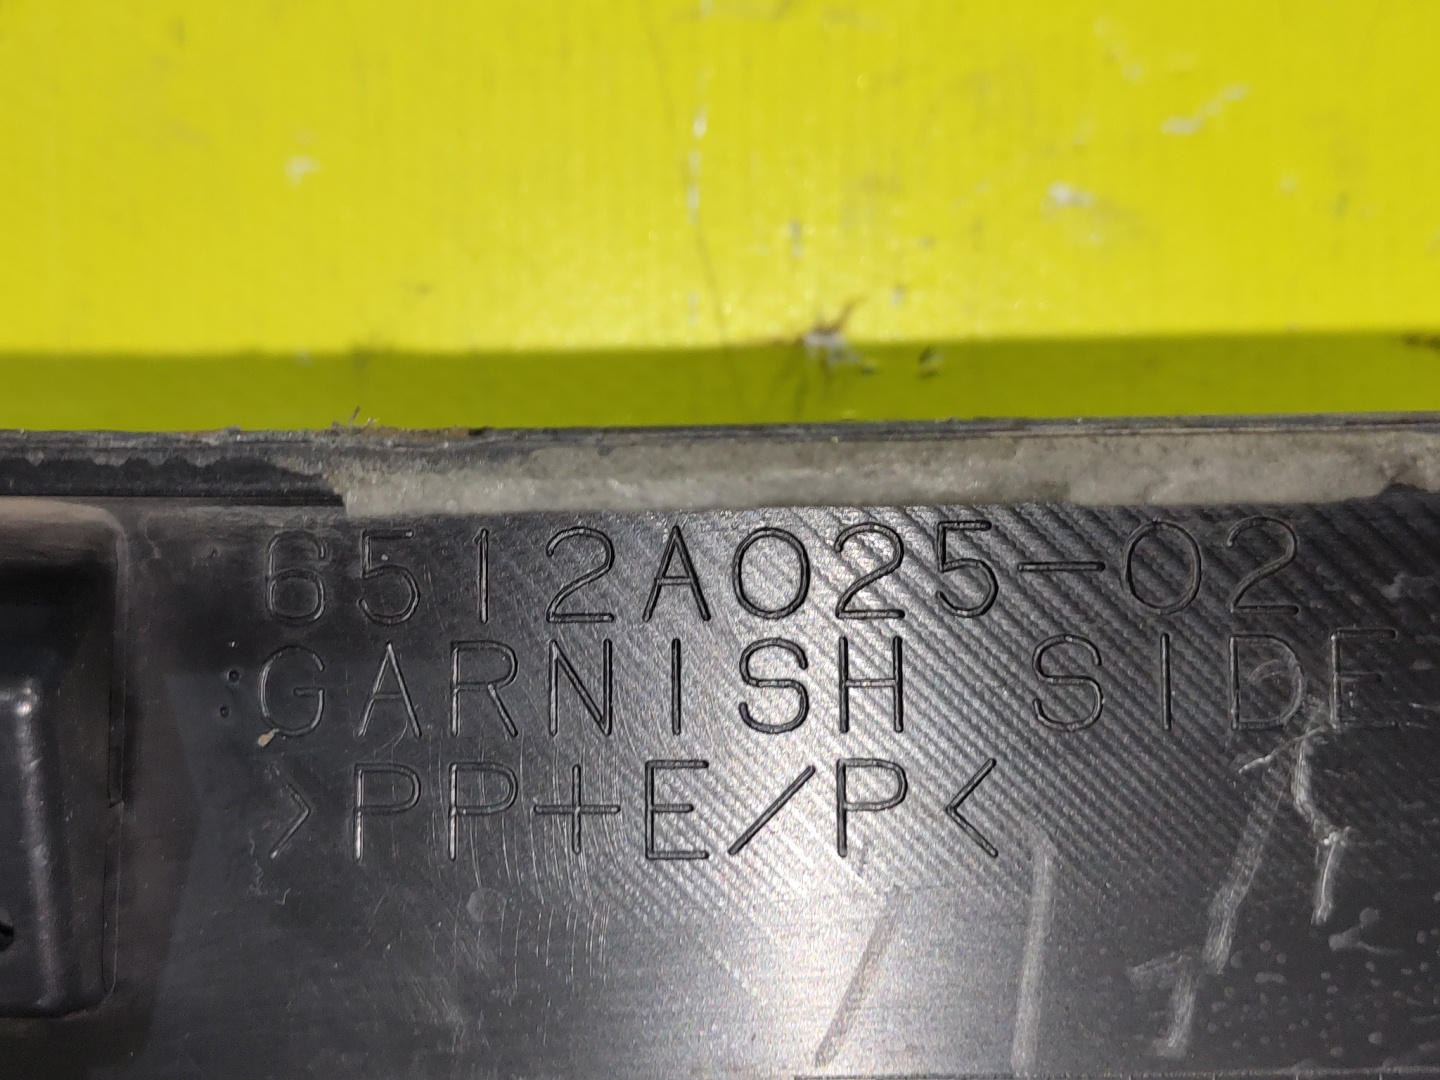 6512A025-02
GARNISH SIDE
>PP+E/P<